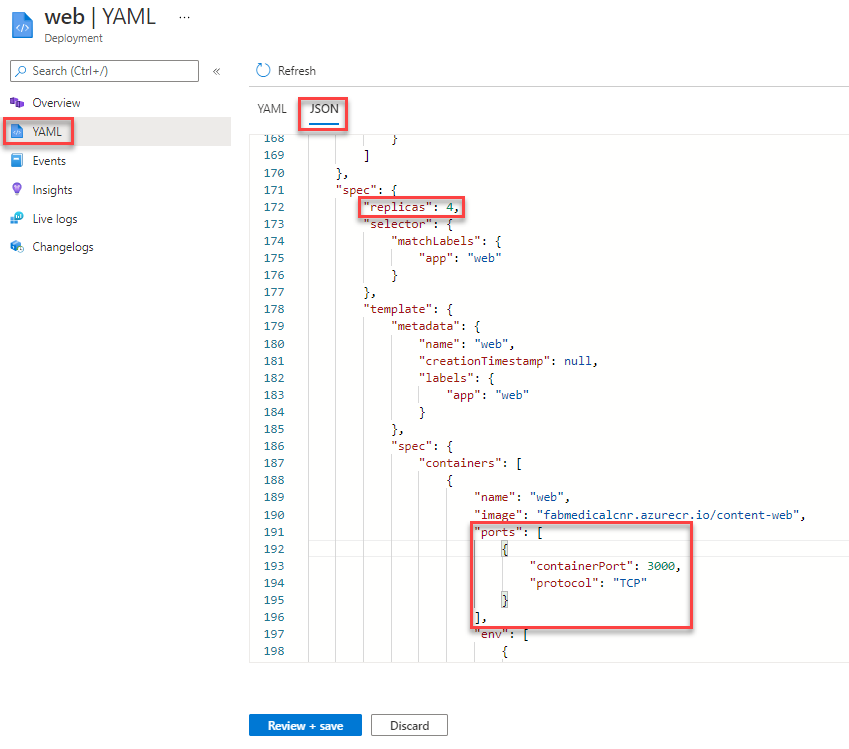 web | YAML ...
Deployment
Search (Ctrl+/)
«
Overview
YAML
Events
Insights
Live logs
Changelogs
Refresh
YAML JSON
168 }
169 ]
170 },
171 "spec": {
172 "replicas": 4,
173 "selector": {
174 "matchLabels": {
175 "app": "web"
176 }
177 },
178 "template": {
179 "metadata": {
180 "name": "web",
181 "creationTimestamp": null,
182 "labels": {
183 "app": "web"
184 }
185 },
186 "spec": {
187 "containers": [
188 {
189 "name": "web",
190 "image": "fabmedicalcnr.azurecr.io/content-web",
191 "ports": [
192 {
193 "containerPort": 3000,
194 "protocol": "TCP"
195 }
196 ],
197 "env": [
198 {
Review + save Discard